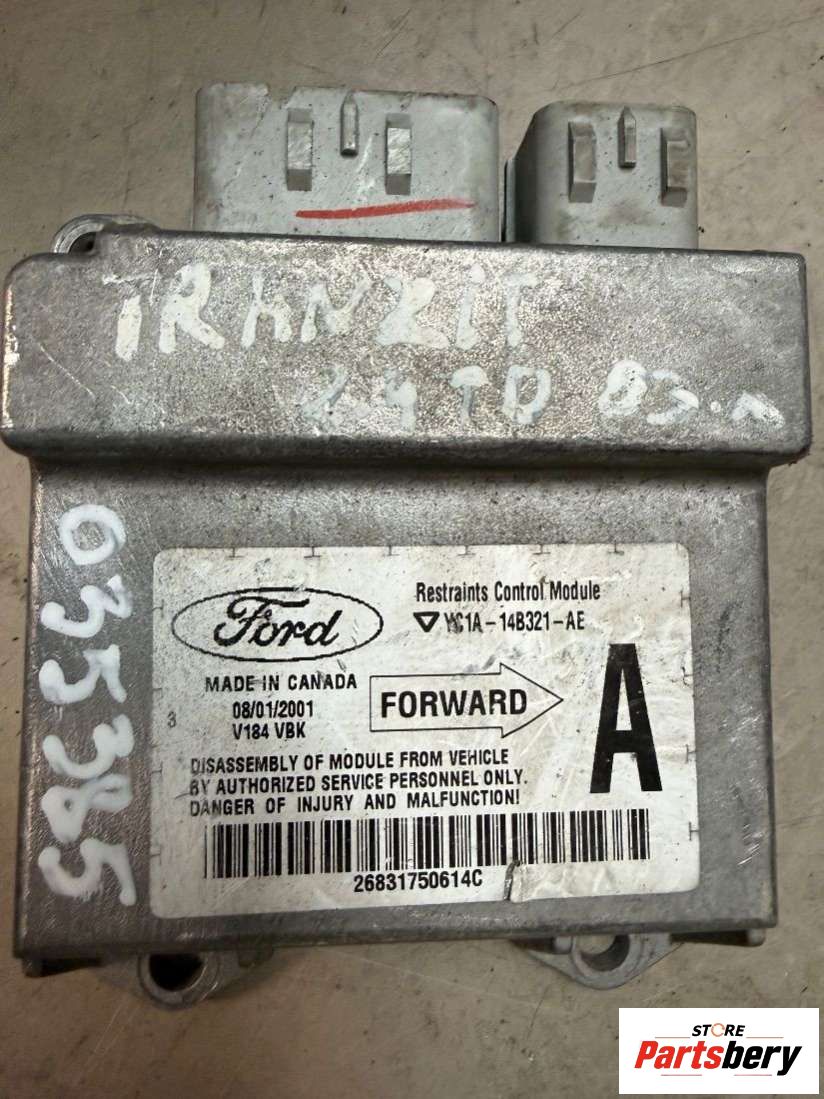 TRANZIT
2.4 TD 03.n
035385
Ford
Restraints Control Module
YC1A-14B321-AE
MADE IN CANADA
08/01/2001
V184 VBK
3
FORWARD
A
DISASSEMBLY OF MODULE FROM VEHICLE
BY AUTHORIZED SERVICE PERSONNEL ONLY.
DANGER OF INJURY AND MALFUNCTION!
26831750614C
STORE
Partsbery